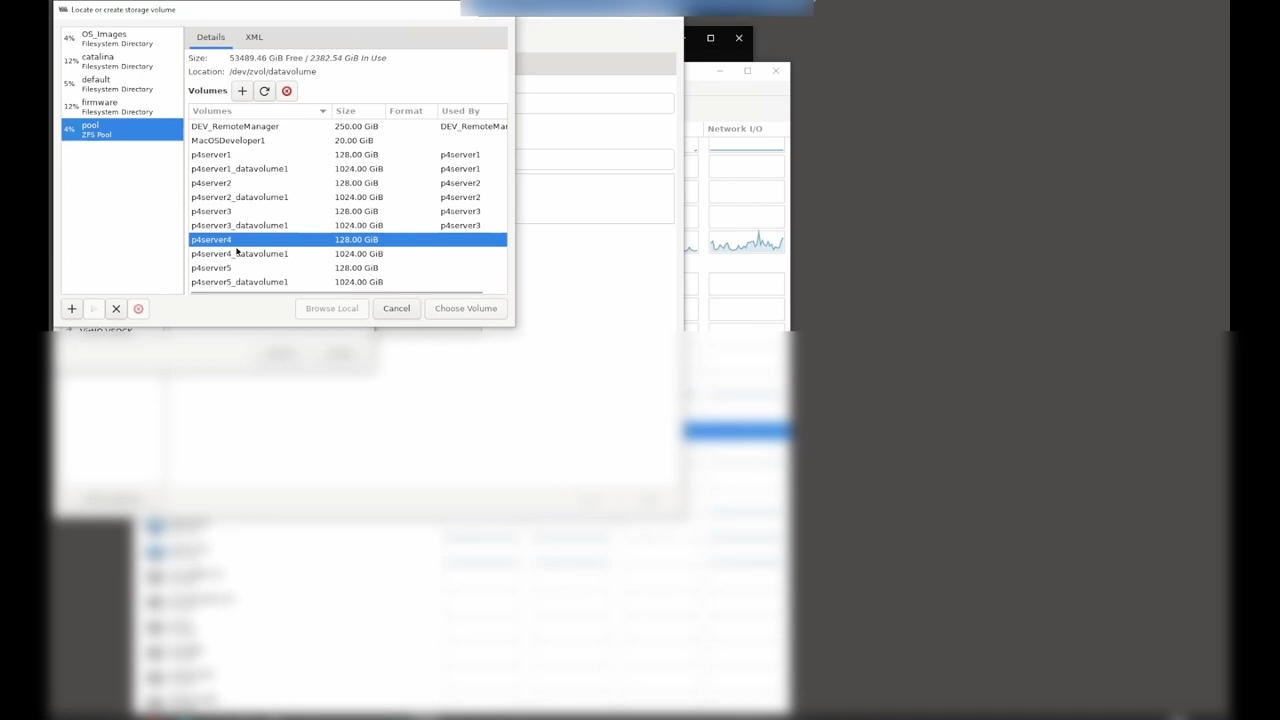 Locate or create storage volume
4% OS_Images
Filesystem Directory
12% catalina
Filesystem Directory
5% default
Filesystem Directory
12% firmware
Filesystem Directory
4% pool
ZFS Pool
Details XML
Size: 53489.46 GiB Free / 2382.54 GiB In Use
Location: /dev/zvol/datavolume
Volumes
Volumes Size Format Used By
DEV_RemoteManager 250.00 GiB DEV_RemoteMar
MacOSDeveloper1 20.00 GiB
p4server1 128.00 GiB p4server1
p4server1_datavolume1 1024.00 GiB p4server1
p4server2 128.00 GiB p4server2
p4server2_datavolume1 1024.00 GiB p4server2
p4server3 128.00 GiB p4server3
p4server3_datavolume1 1024.00 GiB p4server3
p4server4 128.00 GiB
p4server4_datavolume1 1024.00 GiB
p4server5 128.00 GiB
p4server5_datavolume1 1024.00 GiB
Browse Local Cancel Choose Volume
VirtIO VSOCK
Network I/O